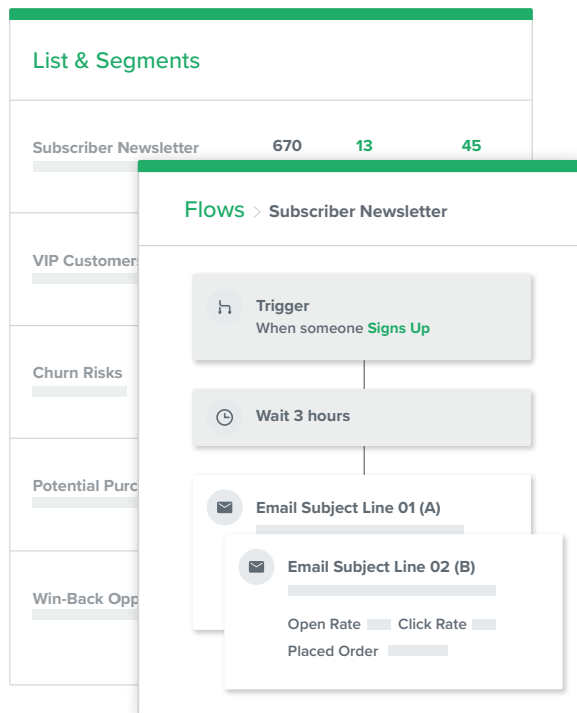 List & Segments
Subscriber Newsletter 670 13 45
VIP Customer
Churn Risks
Potential Purc
Win-Back Opp
Flows > Subscriber Newsletter
Trigger
When someone Signs Up
Wait 3 hours
Email Subject Line 01 (A)
Email Subject Line 02 (B)
Open Rate Click Rate
Placed Order